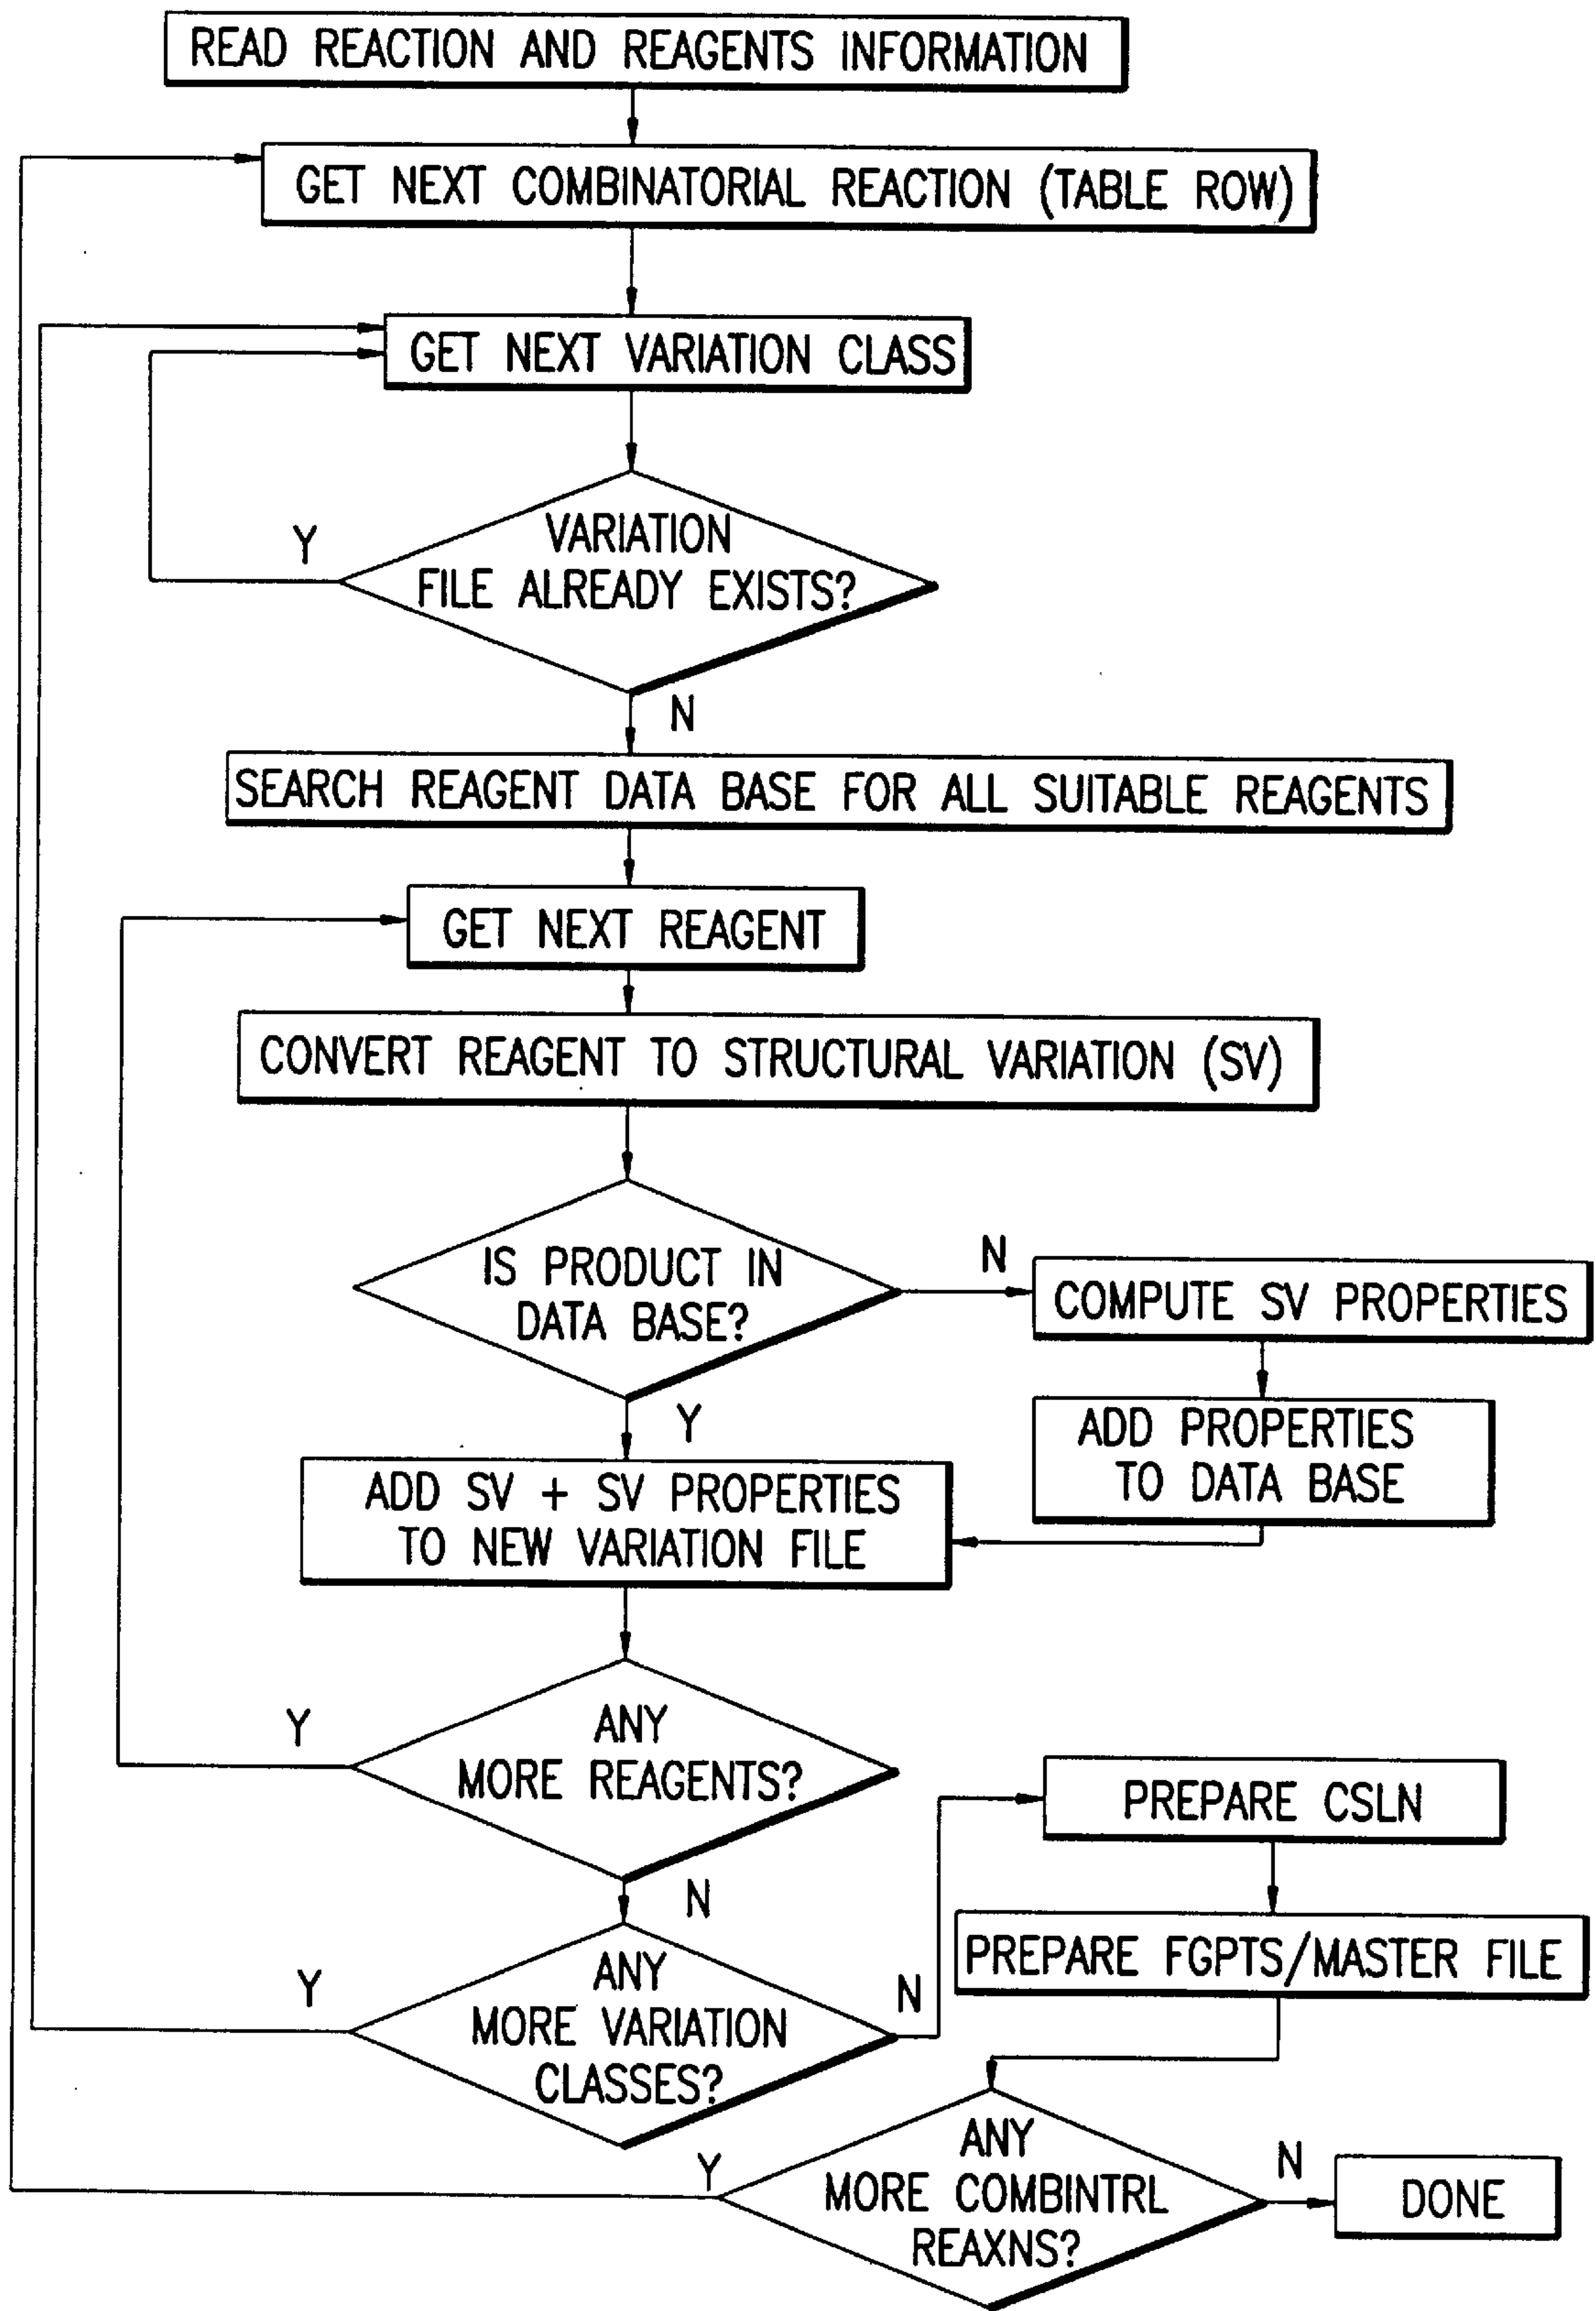 READ REACTION AND REAGENTS INFORMATION
GET NEXT COMBINATORIAL REACTION (TABLE ROW)
GET NEXT VARIATION CLASS
VARIATION
FILE ALREADY EXISTS?
Y
N
SEARCH REAGENT DATA BASE FOR ALL SUITABLE REAGENTS
GET NEXT REAGENT
CONVERT REAGENT TO STRUCTURAL VARIATION (SV)
IS PRODUCT IN
DATA BASE?
N
COMPUTE SV PROPERTIES
ADD PROPERTIES
TO DATA BASE
Y
ADD SV + SV PROPERTIES
TO NEW VARIATION FILE
ANY
MORE REAGENTS?
Y
N
ANY
MORE VARIATION
CLASSES?
Y
N
PREPARE CSLN
PREPARE FGPTS/MASTER FILE
ANY
MORE COMBINTRL
REAXNS?
Y
N
DONE